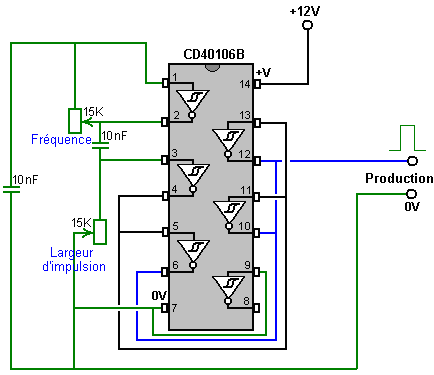 +12V
CD40106B
+V
1
14
15K
2
13
Fréquence
10nF
3
12
Production
10nF
4
11
0V
15K
5
10
Largeur
d'impulsion
6
9
0V
7
8